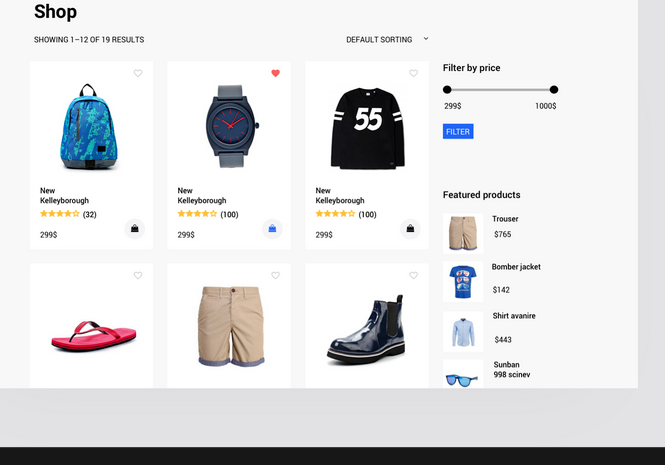 Shop
SHOWING 1–12 OF 19 RESULTS
DEFAULT SORTING
55
New
Kelleyborough
(32)
299$
New
Kelleyborough
(100)
299$
New
Kelleyborough
(100)
299$
Filter by price
299$ 1000$
FILTER
Featured products
Trouser
$765
Bomber jacket
$142
Shirt avanire
$443
Sunban
998 scinev